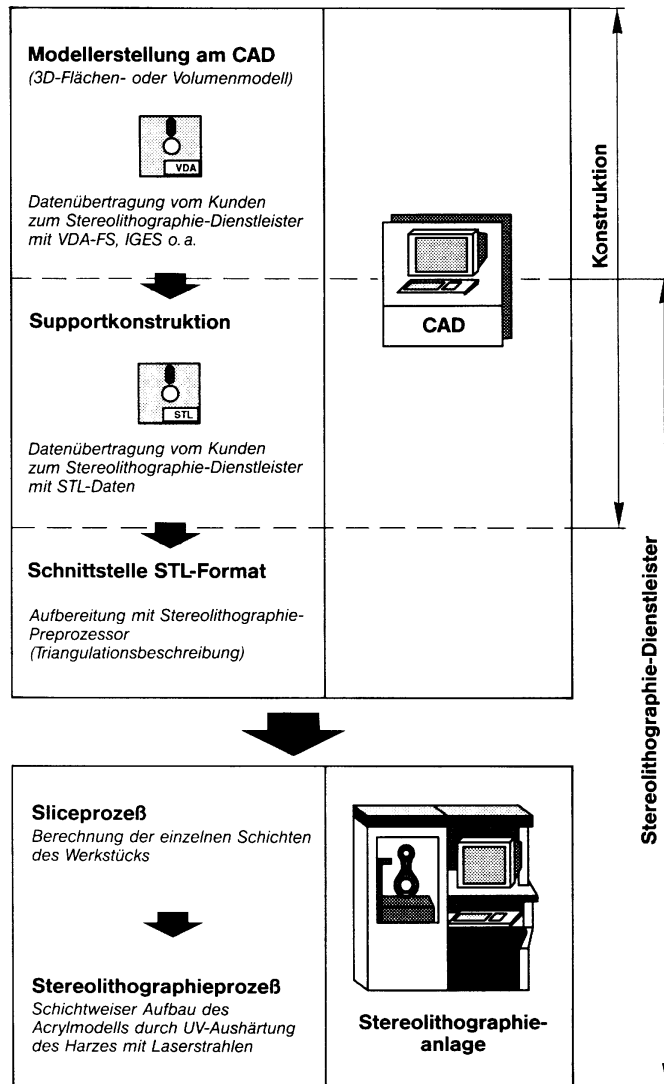 Modellerstellung am CAD
(3D-Flächen- oder Volumenmodell)
VDA
Datenübertragung vom Kunden
zum Stereolithographie-Dienstleister
mit VDA-FS, IGES o. a.
Supportkonstruktion
STL
Datenübertragung vom Kunden
zum Stereolithographie-Dienstleister
mit STL-Daten
Schnittstelle STL-Format
Aufbereitung mit Stereolithographie-
Preprozessor
(Triangulationsbeschreibung)
CAD
Konstruktion
Stereolithographie-Dienstleister
Sliceprozeß
Berechnung der einzelnen Schichten
des Werkstücks
Stereolithographieprozeß
Schichtweiser Aufbau des
Acrylmodells durch UV-Aushärtung
des Harzes mit Laserstrahlen
Stereolithographie-
anlage